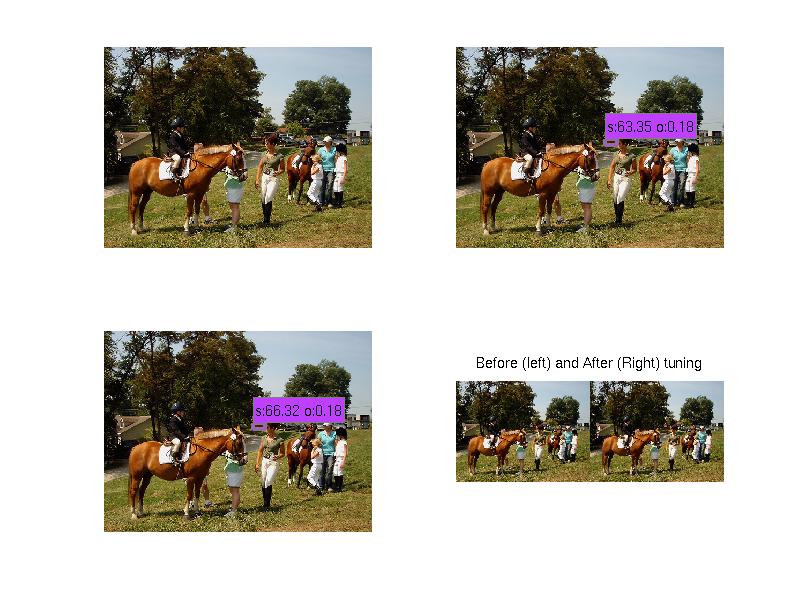 s:63.35 o:0.18
s:66.32 o:0.18
Before (left) and After (Right) tuning